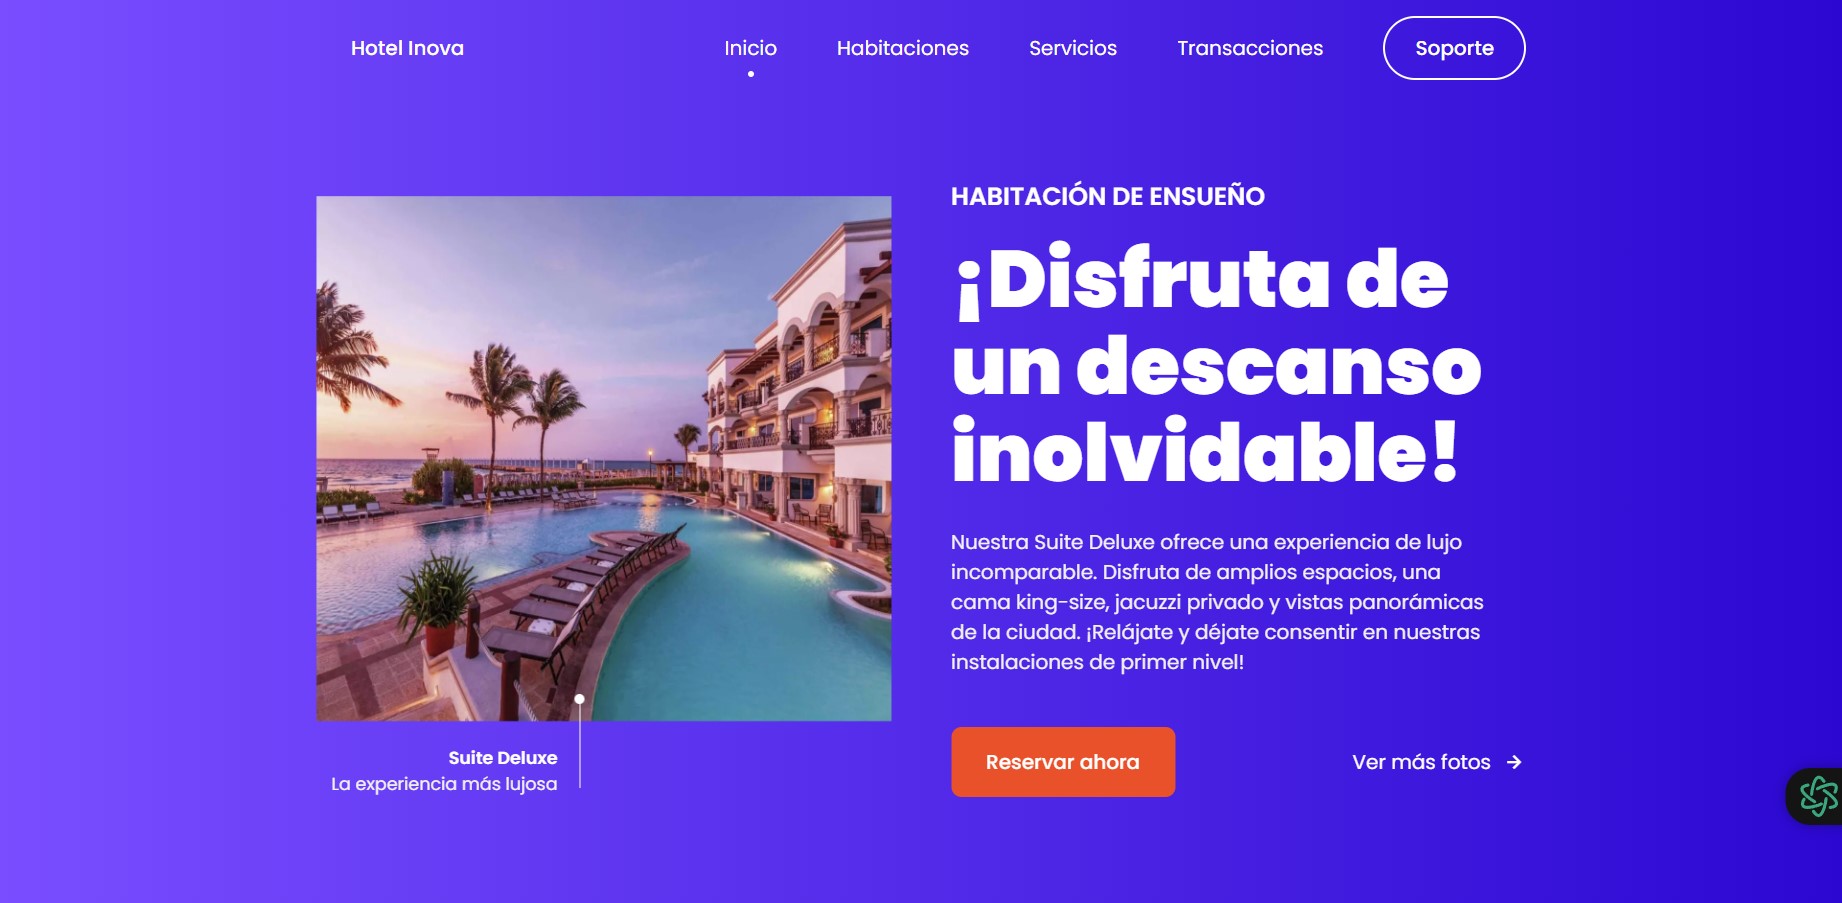 Hotel Inova
Inicio
Habitaciones
Servicios
Transacciones
Soporte
HABITACIÓN DE ENSUEÑO
¡Disfruta de
un descanso
inolvidable!
Nuestra Suite Deluxe ofrece una experiencia de lujo
incomparable. Disfruta de amplios espacios, una
cama king-size, jacuzzi privado y vistas panorámicas
de la ciudad. ¡Relájate y déjate consentir en nuestras
instalaciones de primer nivel!
Reservar ahora
Ver más fotos
Suite Deluxe
La experiencia más lujosa